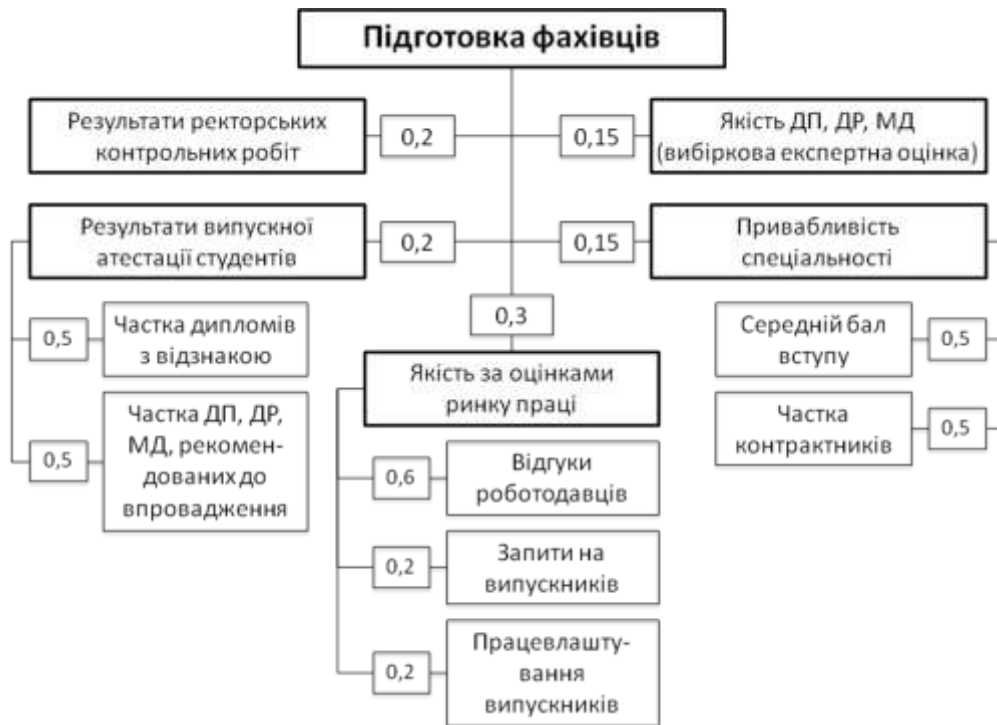 Підготовка фахівців
Результати ректорських
контрольних робіт
0,2
0,15
Якість ДП, ДР, МД
(вибіркова експертна оцінка)
Результати випускної
атестації студентів
0,2
0,15
Привабливість
спеціальності
0,3
0,5
Частка дипломів
з відзнакою
Середній бал
вступу
0,5
Якість за оцінками
ринку праці
0,5
Частка ДП, ДР,
МД, рекомен-
дованих до
впровадження
Частка
контрактників
0,5
0,6
Відгуки
роботодавців
0,2
Запити на
випускників
0,2
Працевлашту-
вання
випускників